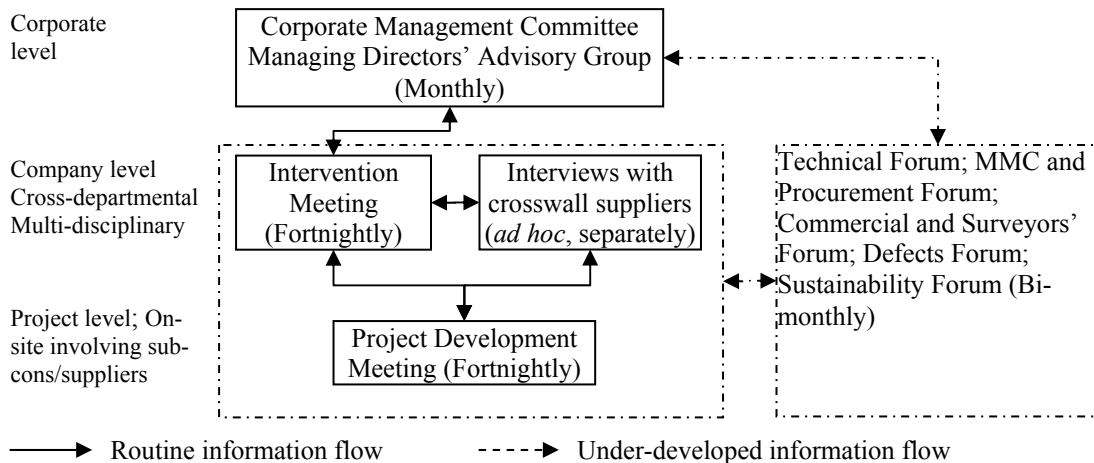 Corporate
level
Corporate Management Committee
Managing Directors’ Advisory Group
(Monthly)
Company level
Cross-departmental
Multi-disciplinary
Intervention
Meeting
(Fortnightly)
Interviews with
crosswall suppliers
(ad hoc, separately)
Technical Forum; MMC and
Procurement Forum;
Commercial and Surveyors’
Forum; Defects Forum;
Sustainability Forum (Bi-
monthly)
Project level; On-
site involving sub-
cons/suppliers
Project Development
Meeting (Fortnightly)
Routine information flow
Under-developed information flow